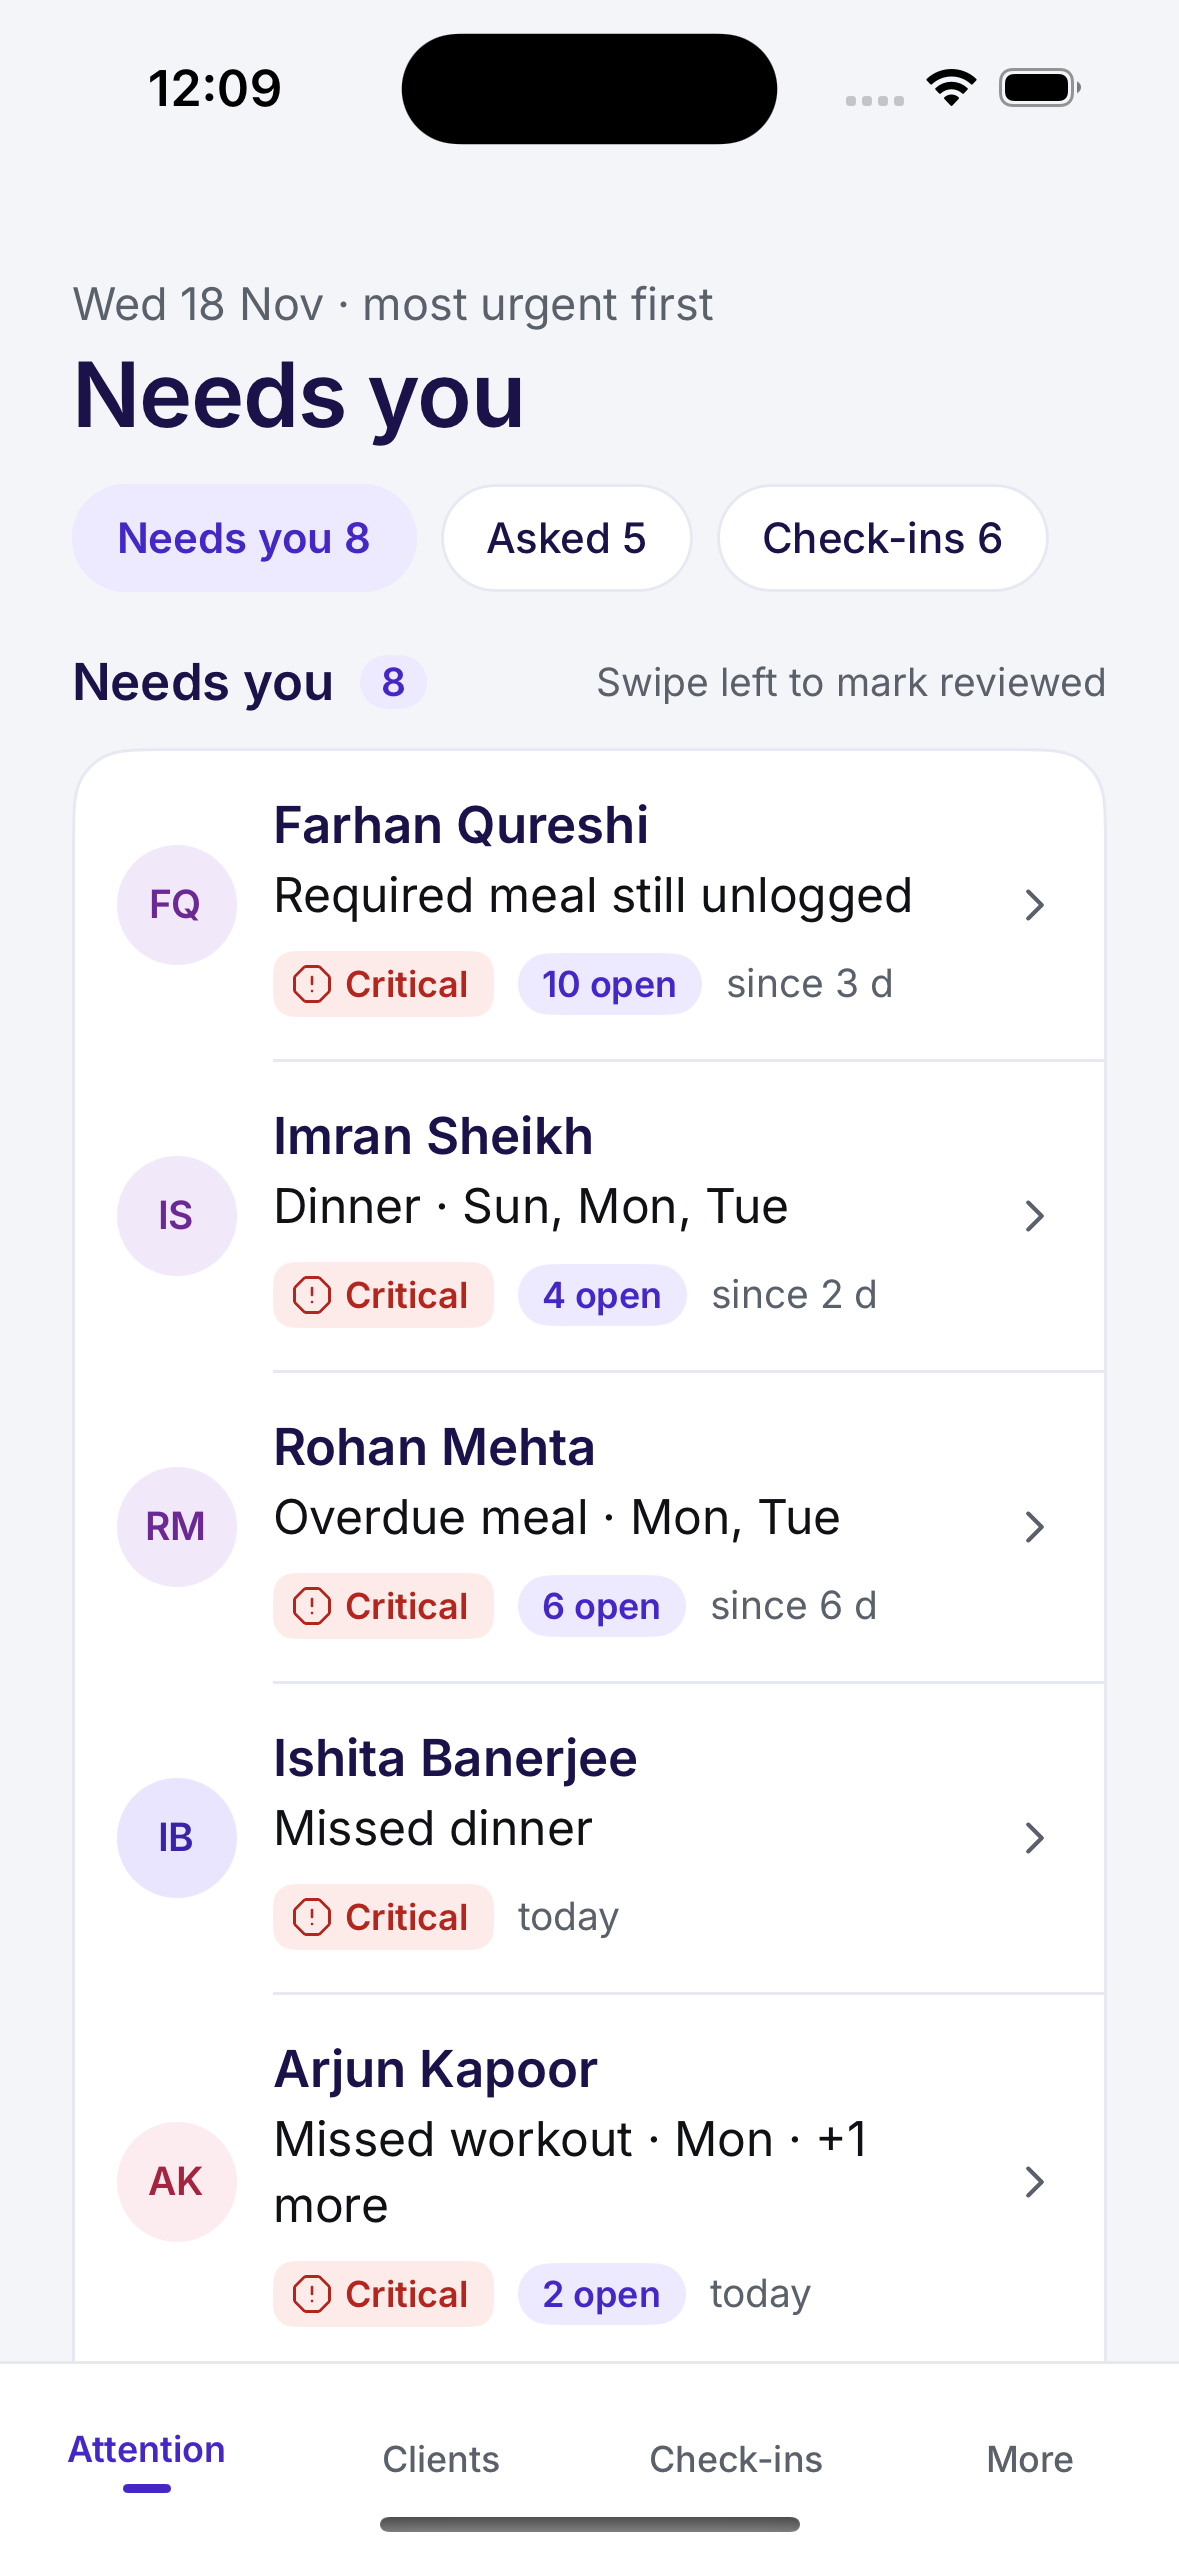 12:09
Wed 18 Nov · most urgent first
Needs you
Needs you 8
Asked 5
Check-ins 6
Needs you 8
Swipe left to mark reviewed
FQ
Farhan Qureshi
Required meal still unlogged
Critical
10 open
since 3 d
IS
Imran Sheikh
Dinner · Sun, Mon, Tue
Critical
4 open
since 2 d
RM
Rohan Mehta
Overdue meal · Mon, Tue
Critical
6 open
since 6 d
IB
Ishita Banerjee
Missed dinner
Critical
today
AK
Arjun Kapoor
Missed workout · Mon · +1
more
Critical
2 open
today
Attention
Clients
Check-ins
More